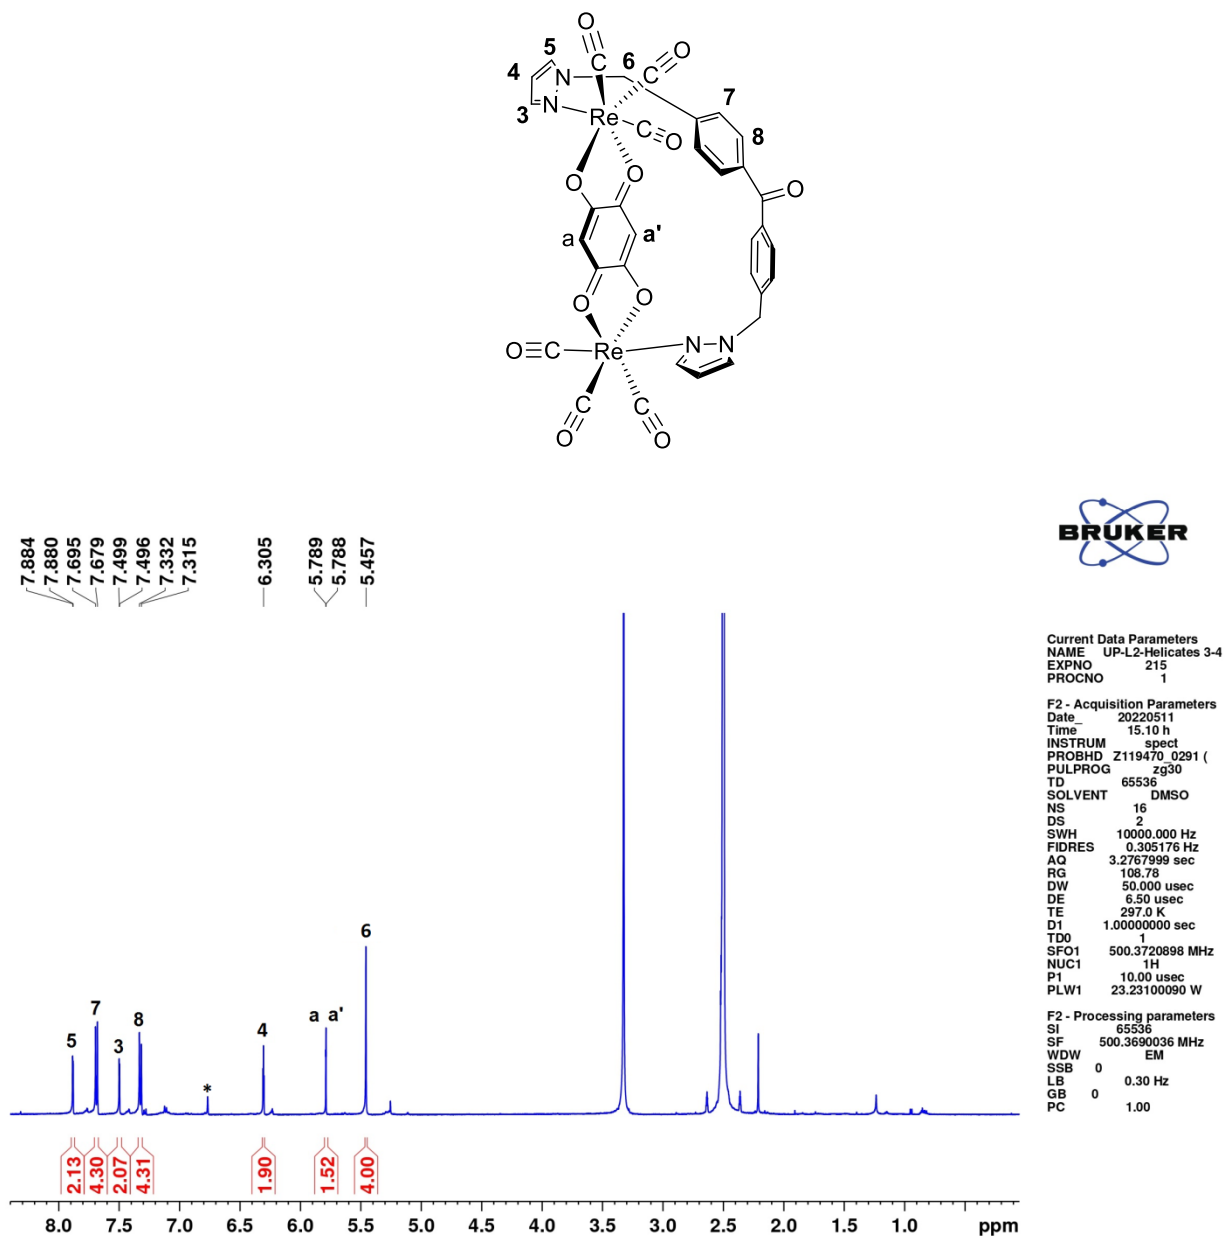 C≡O
C≡O
C≡O
5
4
3
6
7
8
N
N
Re
O
O
O
a
a'
O
O
O≡C
Re
N
N
C≡O
C≡O
7.884
7.880
7.695
7.679
7.499
7.496
7.332
7.315
6.305
5.789
5.788
5.457
BRUKER
Current Data Parameters
NAME UP-L2-Helicates 3-4
EXPNO 215
PROCNO 1
F2 - Acquisition Parameters
Date_ 20220511
Time 15.10 h
INSTRUM spect
PROBHD Z119470_0291 (
PULPROG zg30
TD 65536
SOLVENT DMSO
NS 16
DS 2
SWH 10000.000 Hz
FIDRES 0.305176 Hz
AQ 3.2767999 sec
RG 108.78
DW 50.000 usec
DE 6.50 usec
TE 297.0 K
D1 1.00000000 sec
TD0 1
SFO1 500.3720898 MHz
NUC1 1H
P1 10.00 usec
PLW1 23.23100090 W
F2 - Processing parameters
SI 65536
SF 500.3690036 MHz
WDW EM
SSB 0
LB 0.30 Hz
GB 0
PC 1.00
5 7 3 8 * 4 a a' 6
2.13 4.30 2.07 4.31 1.90 1.52 4.00
8.0 7.5 7.0 6.5 6.0 5.5 5.0 4.5 4.0 3.5 3.0 2.5 2.0 1.5 1.0 ppm